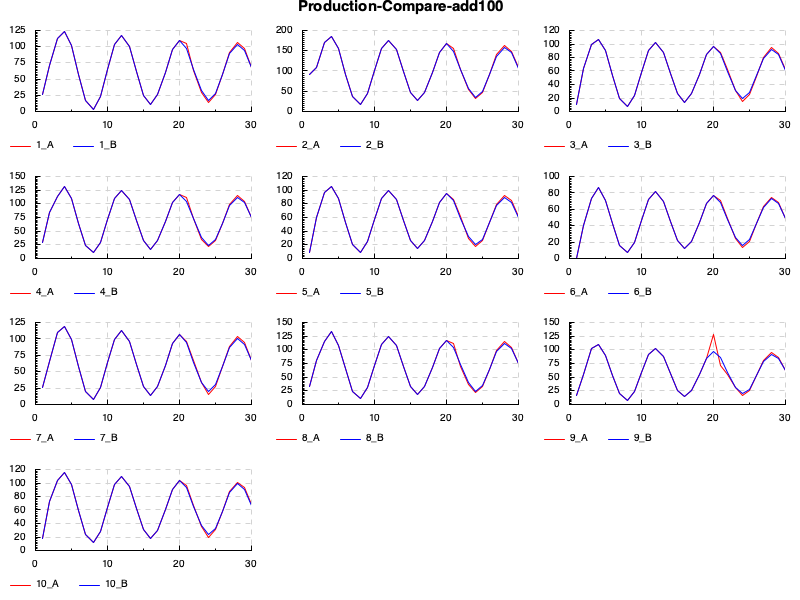 Production-Compare-add100
125 100 75 50 25 0
0 10 20 30
1_A 1_B
200 150 100 50 0
0 10 20 30
2_A 2_B
120 100 80 60 40 20 0
0 10 20 30
3_A 3_B
150 125 100 75 50 25 0
0 10 20 30
4_A 4_B
120 100 80 60 40 20 0
0 10 20 30
5_A 5_B
100 80 60 40 20 0
0 10 20 30
6_A 6_B
125 100 75 50 25 0
0 10 20 30
7_A 7_B
150 125 100 75 50 25 0
0 10 20 30
8_A 8_B
150 125 100 75 50 25 0
0 10 20 30
9_A 9_B
120 100 80 60 40 20 0
0 10 20 30
10_A 10_B